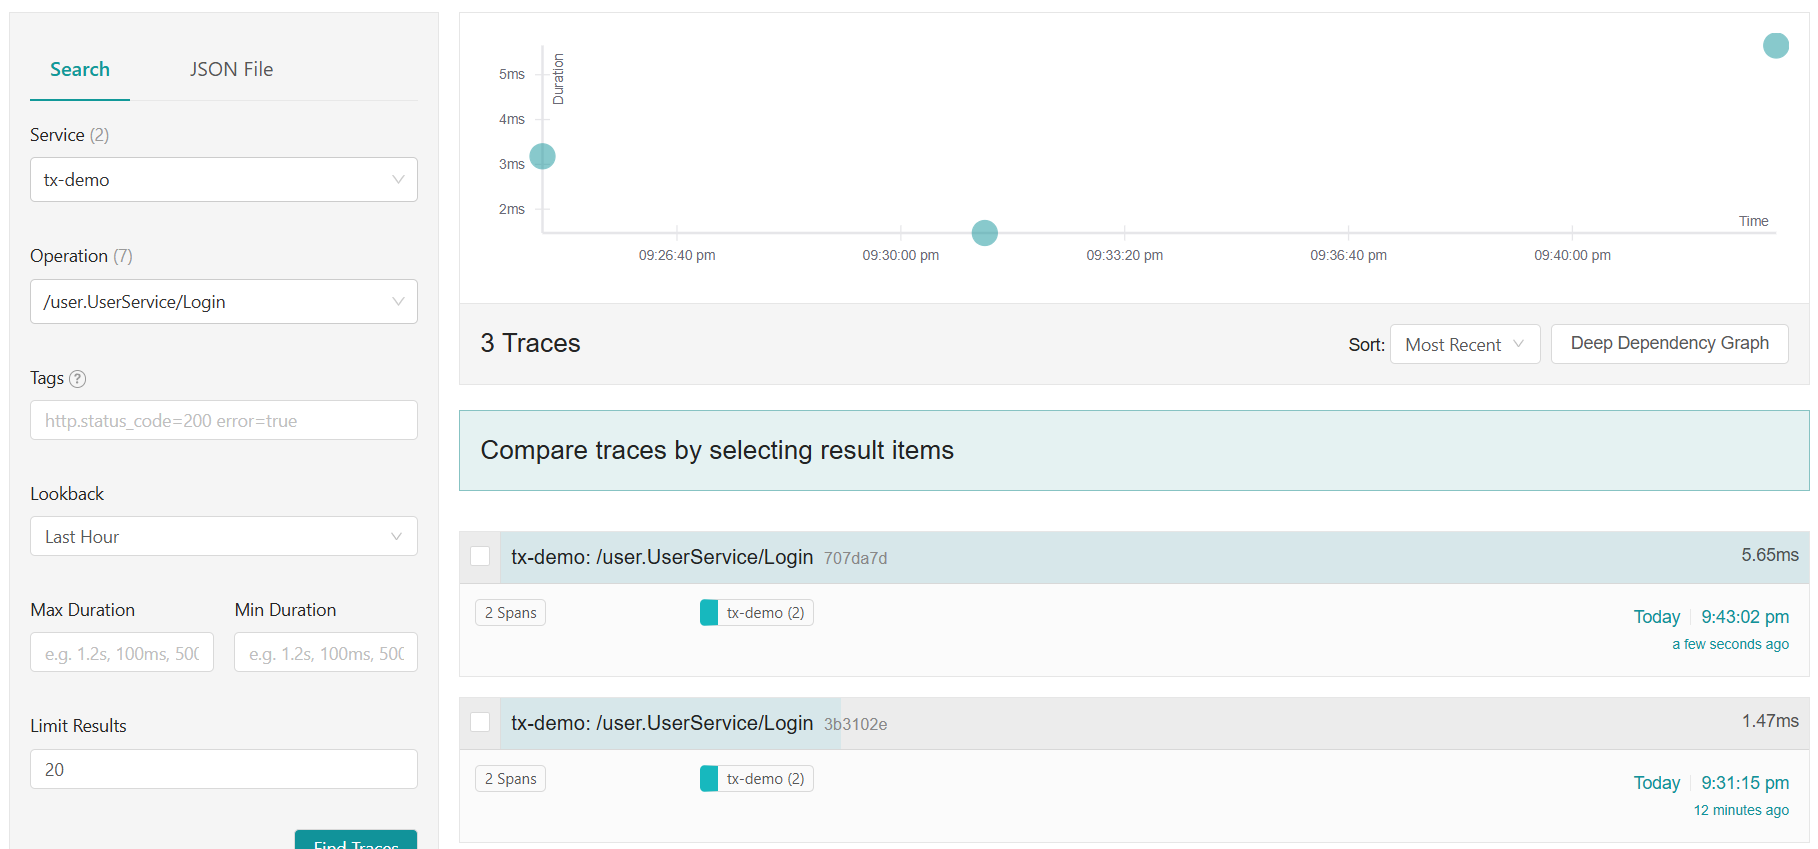 Search
JSON File
Service (2)
tx-demo
Operation (7)
/user.UserService/Login
Tags ?
http.status_code=200 error=true
Lookback
Last Hour
Max Duration
Min Duration
e.g. 1.2s, 100ms, 500
e.g. 1.2s, 100ms, 500
Limit Results
20
Find Traces
Duration
5ms
4ms
3ms
2ms
Time
09:26:40 pm
09:30:00 pm
09:33:20 pm
09:36:40 pm
09:40:00 pm
3 Traces
Sort: Most Recent
Deep Dependency Graph
Compare traces by selecting result items
tx-demo: /user.UserService/Login 707da7d
5.65ms
2 Spans
tx-demo (2)
Today 9:43:02 pm
a few seconds ago
tx-demo: /user.UserService/Login 3b3102e
1.47ms
2 Spans
tx-demo (2)
Today 9:31:15 pm
12 minutes ago